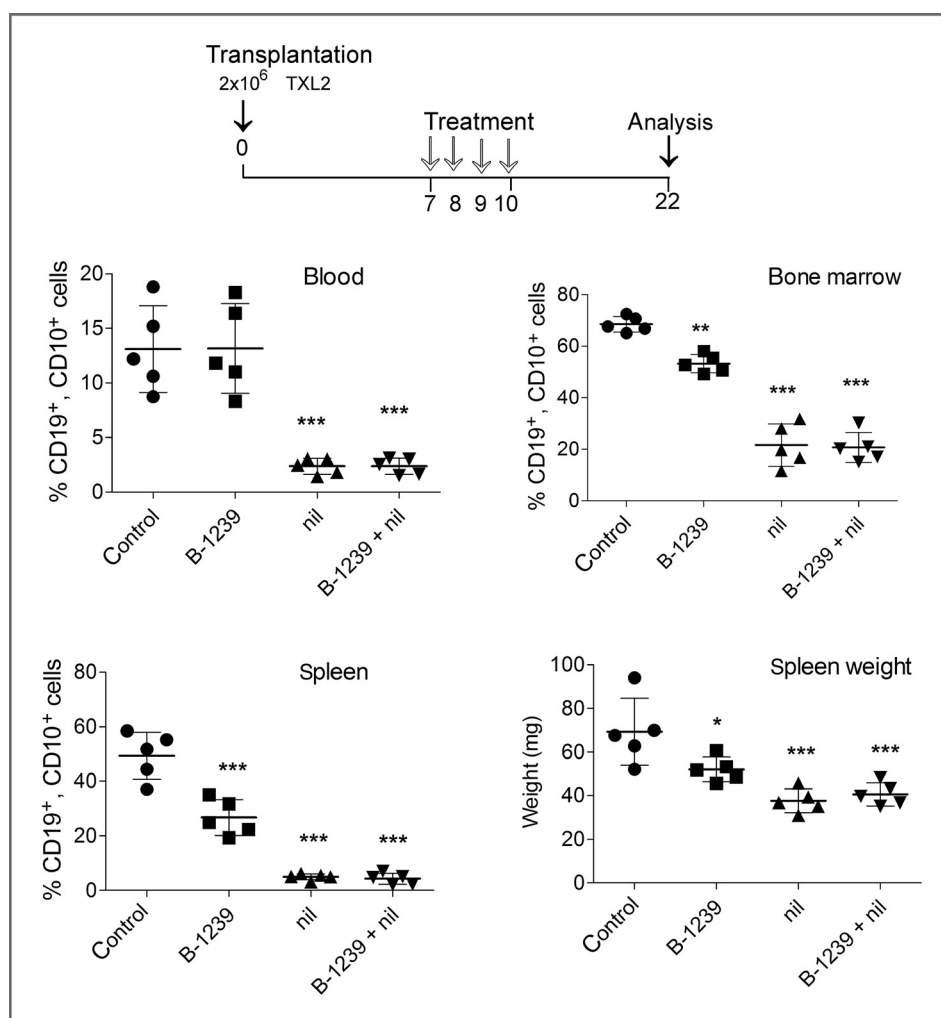 Transplantation
2x10⁶ TXL2
Treatment
Analysis
0
7 8 9 10 22
Blood
% CD19⁺, CD10⁺ cells
20
15
10
5
0
*** ***
Control B-1239 nil B-1239 + nil
Bone marrow
% CD19⁺, CD10⁺ cells
80
60
40
20
0
** *** ***
Control B-1239 nil B-1239 + nil
Spleen
% CD19⁺, CD10⁺ cells
80
60
40
20
0
*** *** ***
Control B-1239 nil B-1239 + nil
Spleen weight
Weight (mg)
100
80
60
40
20
0
* *** ***
Control B-1239 nil B-1239 + nil